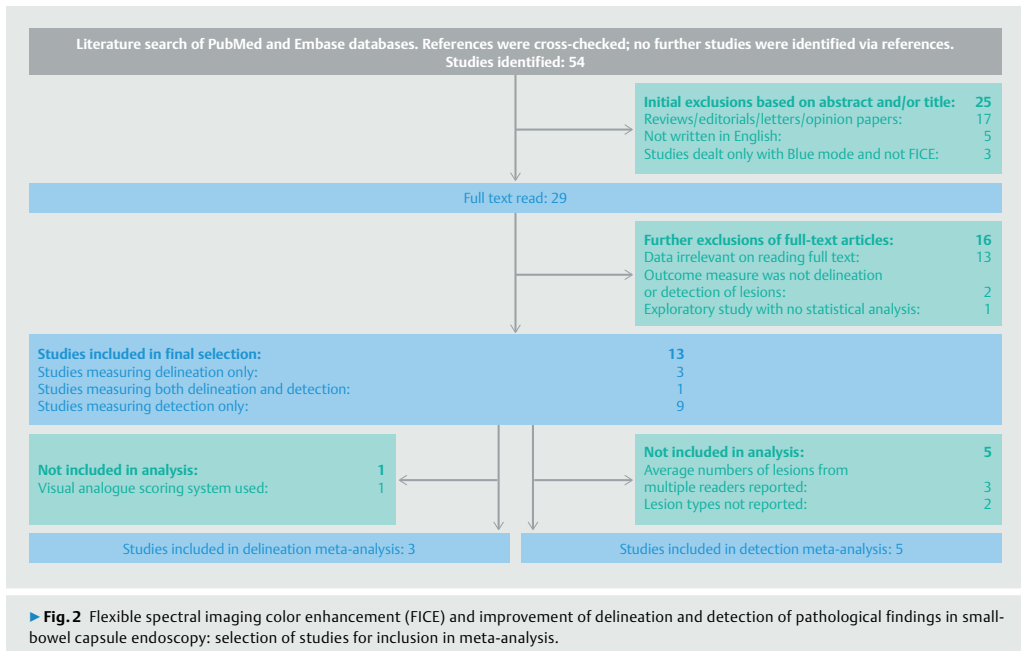 Literature search of PubMed and Embase databases. References were cross-checked; no further studies were identified via references.
Studies identified: 54
Initial exclusions based on abstract and/or title: 25
Reviews/editorials/letters/opinion papers: 17
Not written in English: 5
Studies dealt only with Blue mode and not FICE: 3
Full text read: 29
Further exclusions of full-text articles: 16
Data irrelevant on reading full text: 13
Outcome measure was not delineation
or detection of lesions: 2
Exploratory study with no statistical analysis: 1
Studies included in final selection: 13
Studies measuring delineation only: 3
Studies measuring both delineation and detection: 1
Studies measuring detection only: 9
Not included in analysis: 1
Visual analogue scoring system used: 1
Not included in analysis: 5
Average numbers of lesions from
multiple readers reported: 3
Lesion types not reported: 2
Studies included in delineation meta-analysis: 3
Studies included in detection meta-analysis: 5
▶ Fig. 2 Flexible spectral imaging color enhancement (FICE) and improvement of delineation and detection of pathological findings in small-
bowel capsule endoscopy: selection of studies for inclusion in meta-analysis.